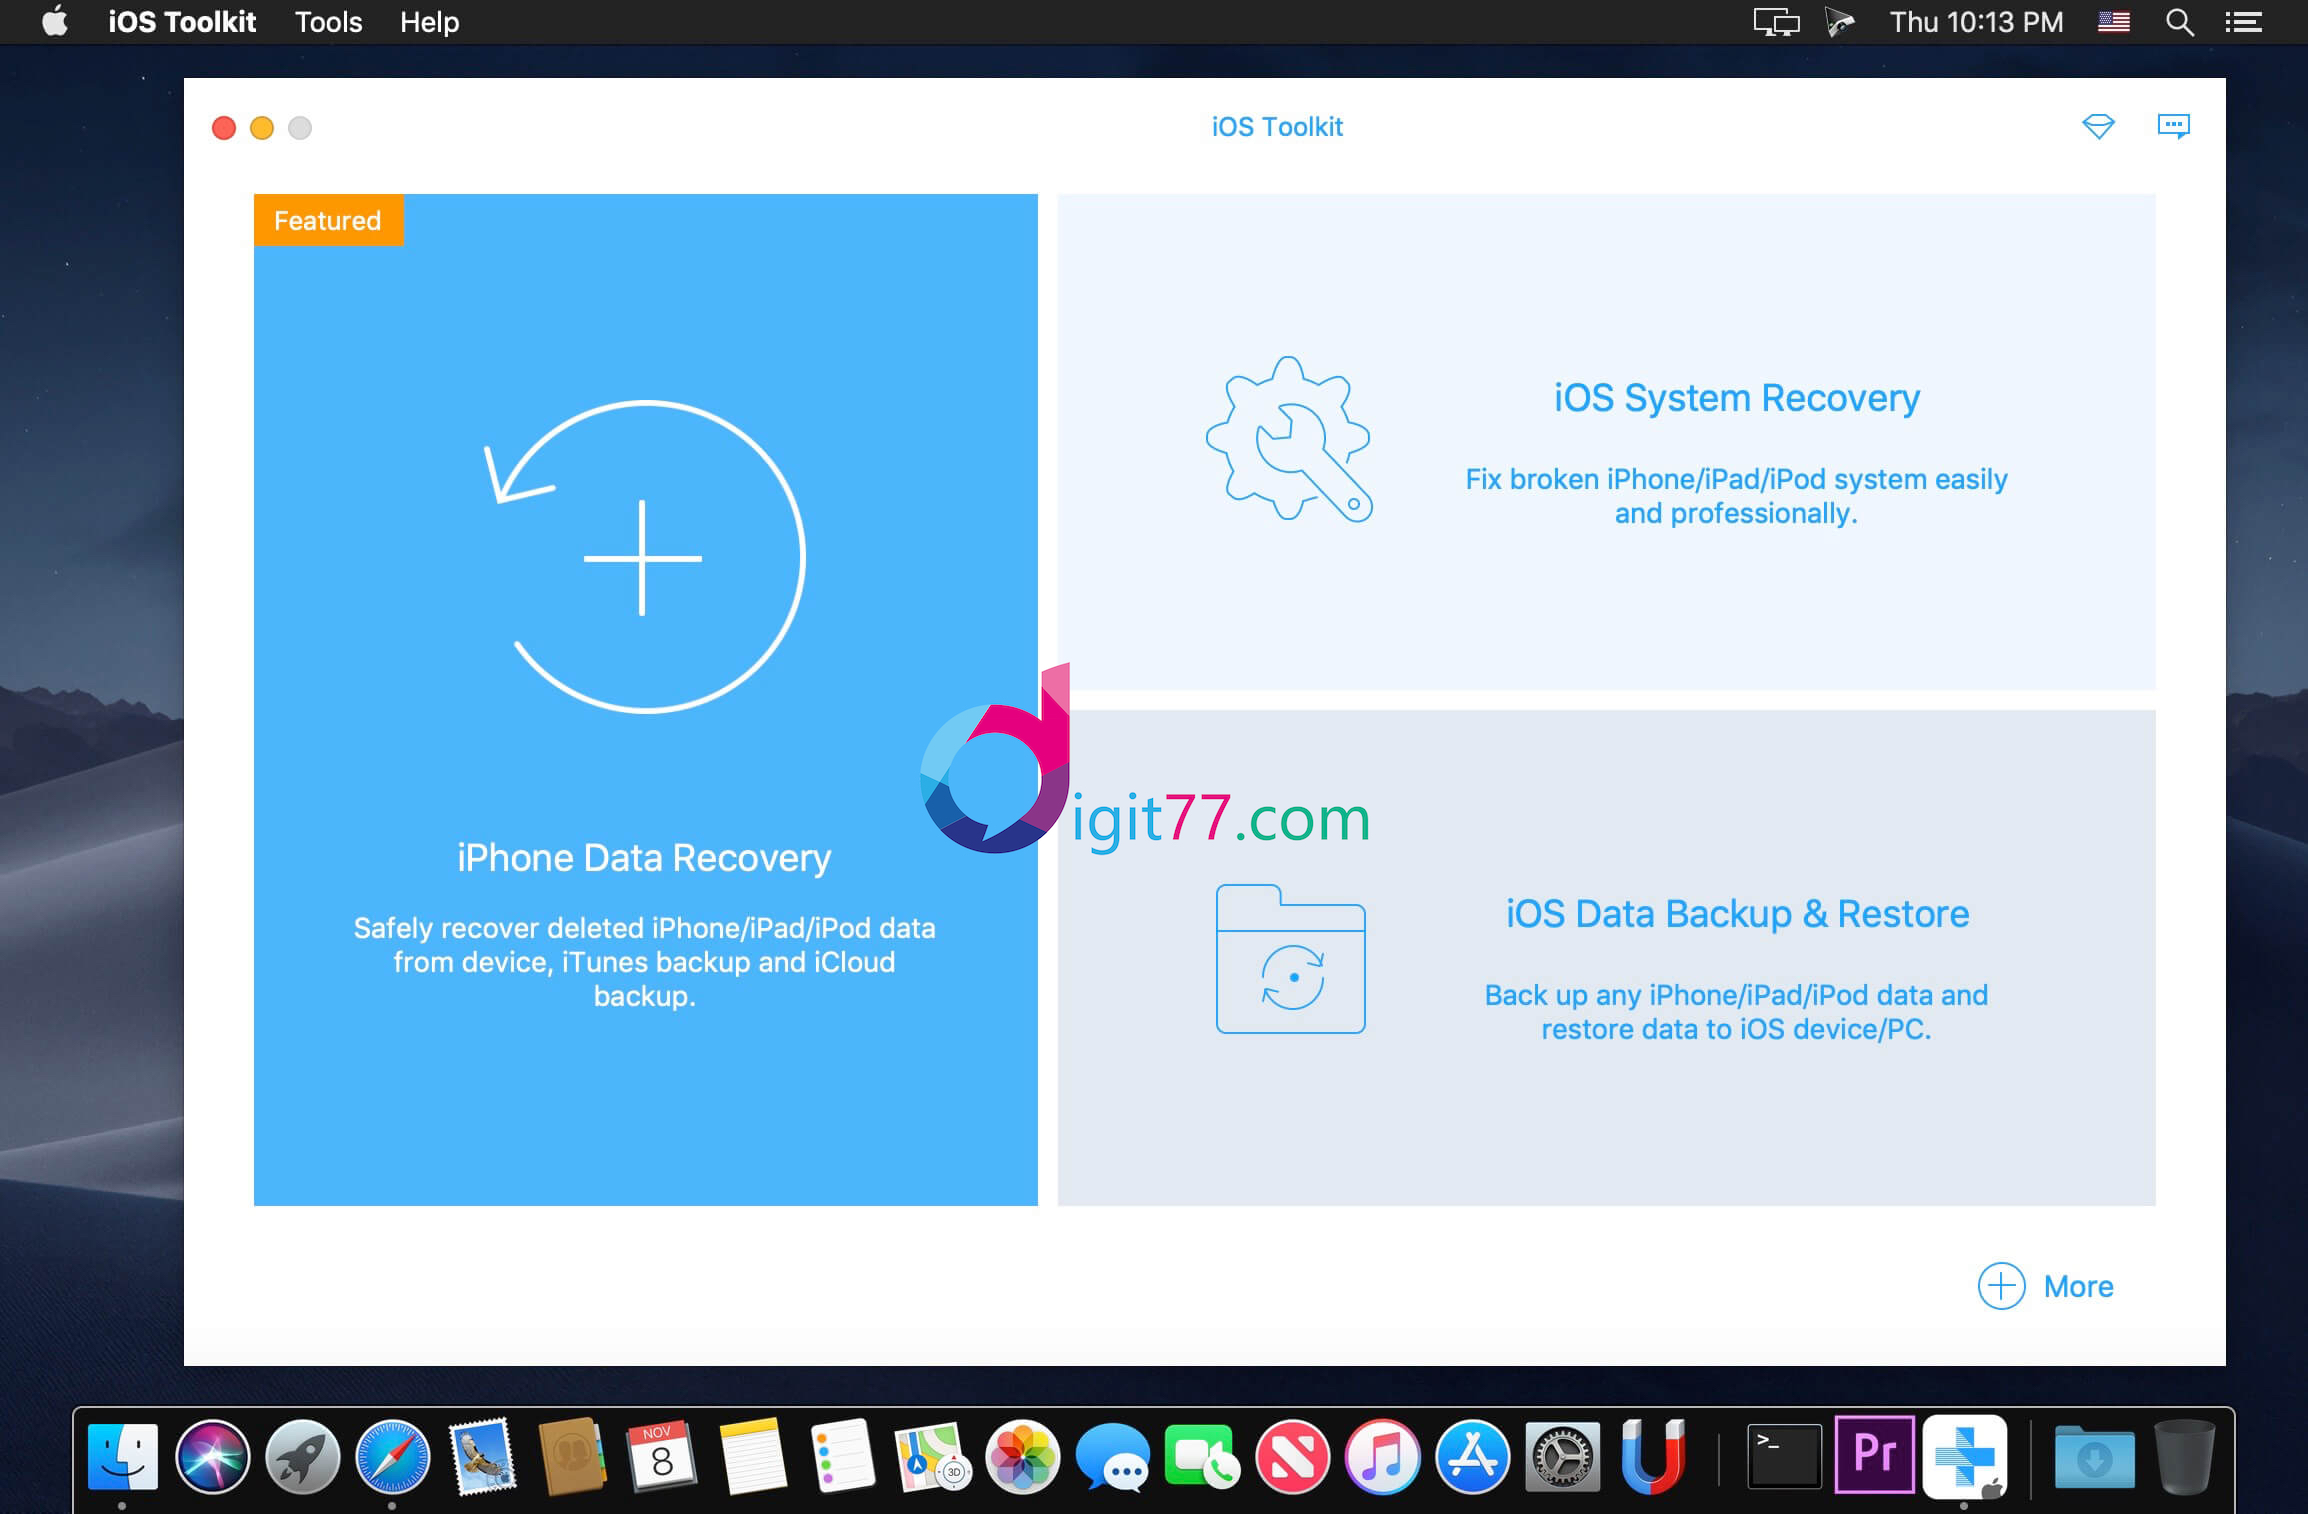 iOS Toolkit Tools Help
Thu 10:13 PM
iOS Toolkit
Featured
iPhone Data Recovery
Safely recover deleted iPhone/iPad/iPod data
from device, iTunes backup and iCloud
backup.
iOS System Recovery
Fix broken iPhone/iPad/iPod system easily
and professionally.
digit77.com
iOS Data Backup & Restore
Back up any iPhone/iPad/iPod data and
restore data to iOS device/PC.
More
NOV
8
3D
>_
Pr